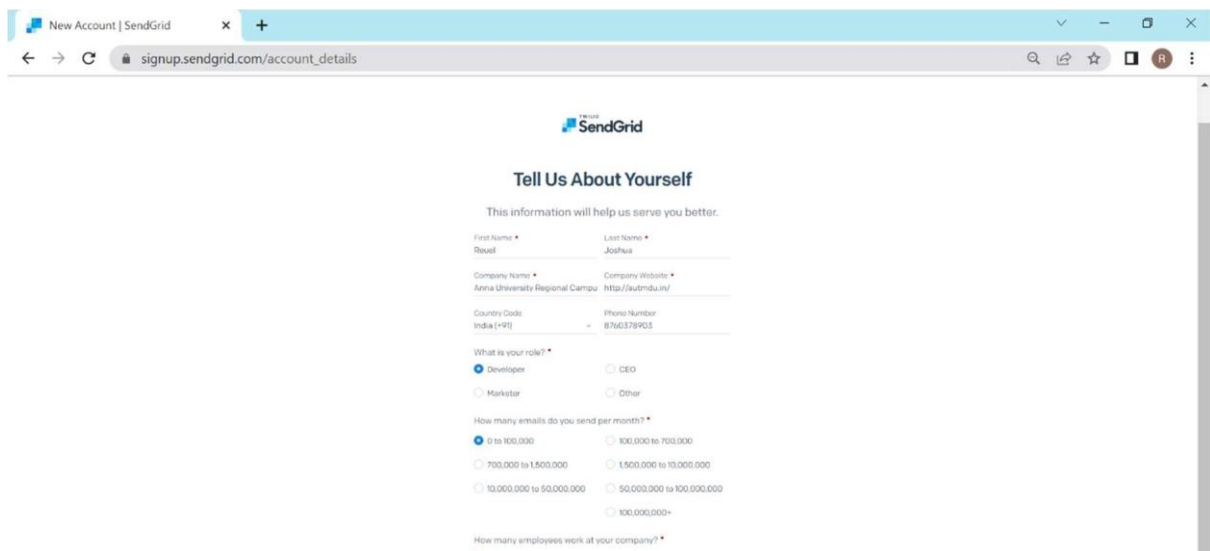 New Account | SendGrid
signup.sendgrid.com/account_details
R
TWILIO
SendGrid
Tell Us About Yourself
This information will help us serve you better.
First Name * Last Name *
Reuel Joshua
Company Name * Company Website *
Anna University Regional Campu http://autmdu.in/
Country Code Phone Number
India (+91) 8760378903
What is your role? *
Developer CEO
Marketer Other
How many emails do you send per month? *
0 to 100,000 100,000 to 700,000
700,000 to 1,500,000 1,500,000 to 10,000,000
10,000,000 to 50,000,000 50,000,000 to 100,000,000
100,000,000+
How many employees work at your company? *